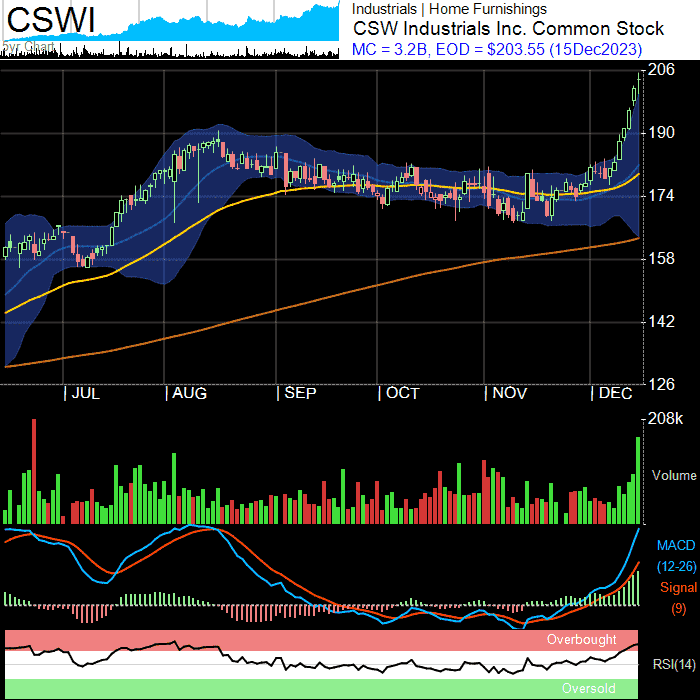 CSWI
5yr Chart
Industrials | Home Furnishings
CSW Industrials Inc. Common Stock
MC = 3.2B, EOD = $203.55 (15Dec2023)
206
190
174
158
142
126
| JUL | AUG | SEP | OCT | NOV | DEC
208k
Volume
MACD
(12-26)
Signal
(9)
Overbought
RSI(14)
Oversold